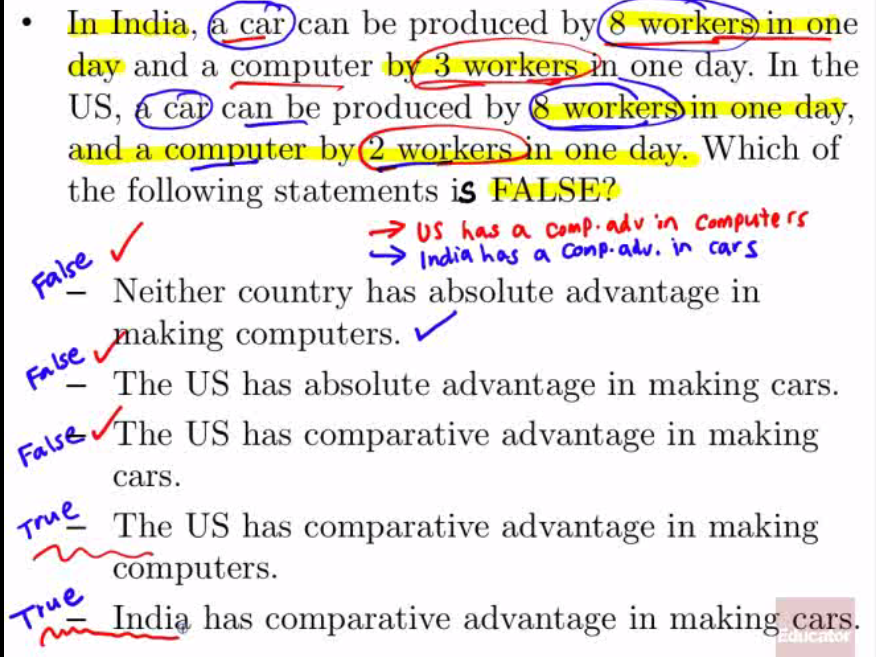 • In India, a car can be produced by 8 workers in one
day and a computer by 3 workers in one day. In the
US, a car can be produced by 8 workers in one day,
and a computer by 2 workers in one day. Which of
the following statements is FALSE?
→ US has a comp. adv in computers
→ India has a comp. adv. in cars
False
– Neither country has absolute advantage in
making computers.
False
– The US has absolute advantage in making cars.
False
– The US has comparative advantage in making
cars.
True
– The US has comparative advantage in making
computers.
True
– India has comparative advantage in making cars.
Educator